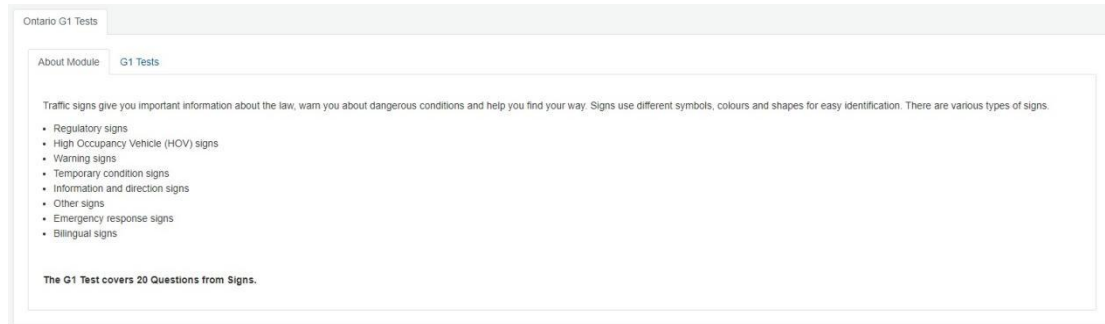 Ontario G1 Tests
About Module G1 Tests
Traffic signs give you important information about the law, warn you about dangerous conditions and help you find your way. Signs use different symbols, colours and shapes for easy identification. There are various types of signs.
• Regulatory signs
• High Occupancy Vehicle (HOV) signs
• Warning signs
• Temporary condition signs
• Information and direction signs
• Other signs
• Emergency response signs
• Bilingual signs
The G1 Test covers 20 Questions from Signs.